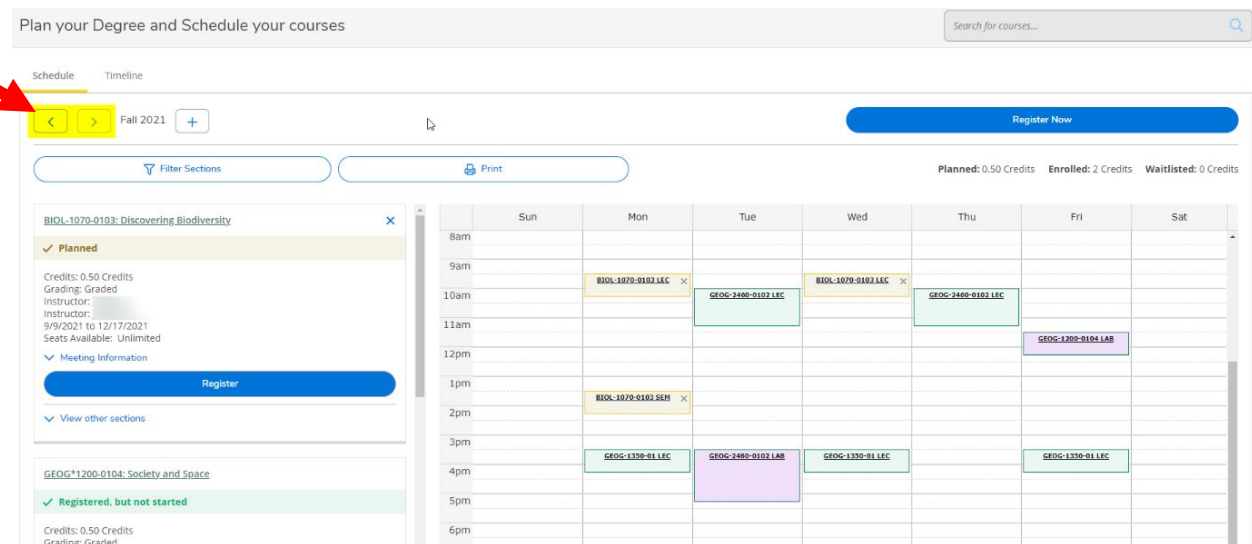 Plan your Degree and Schedule your courses
Search for courses...
Schedule Timeline
Fall 2021
Register Now
Filter Sections
Print
Planned: 0.50 Credits Enrolled: 2 Credits Waitlisted: 0 Credits
BIOL-1070-0103: Discovering Biodiversity
Planned
Credits: 0.50 Credits
Grading: Graded
Instructor:
Instructor:
9/9/2021 to 12/17/2021
Seats Available: Unlimited
Meeting Information
Register
View other sections
GEOG*1200-0104: Society and Space
Registered, but not started
Credits: 0.50 Credits
Grading: Graded
Sun Mon Tue Wed Thu Fri Sat
8am
9am
BIOL-1070-0103 LEC BIOL-1070-0103 LEC
10am GEOG-2460-0102 LEC GEOG-2460-0102 LEC
11am
GEOG-1200-0104 LAB
12pm
1pm
BIOL-1070-0103 SEM
2pm
3pm
GEOG-1350-01 LEC GEOG-2460-0102 LAB GEOG-1350-01 LEC GEOG-1350-01 LEC
4pm
5pm
6pm